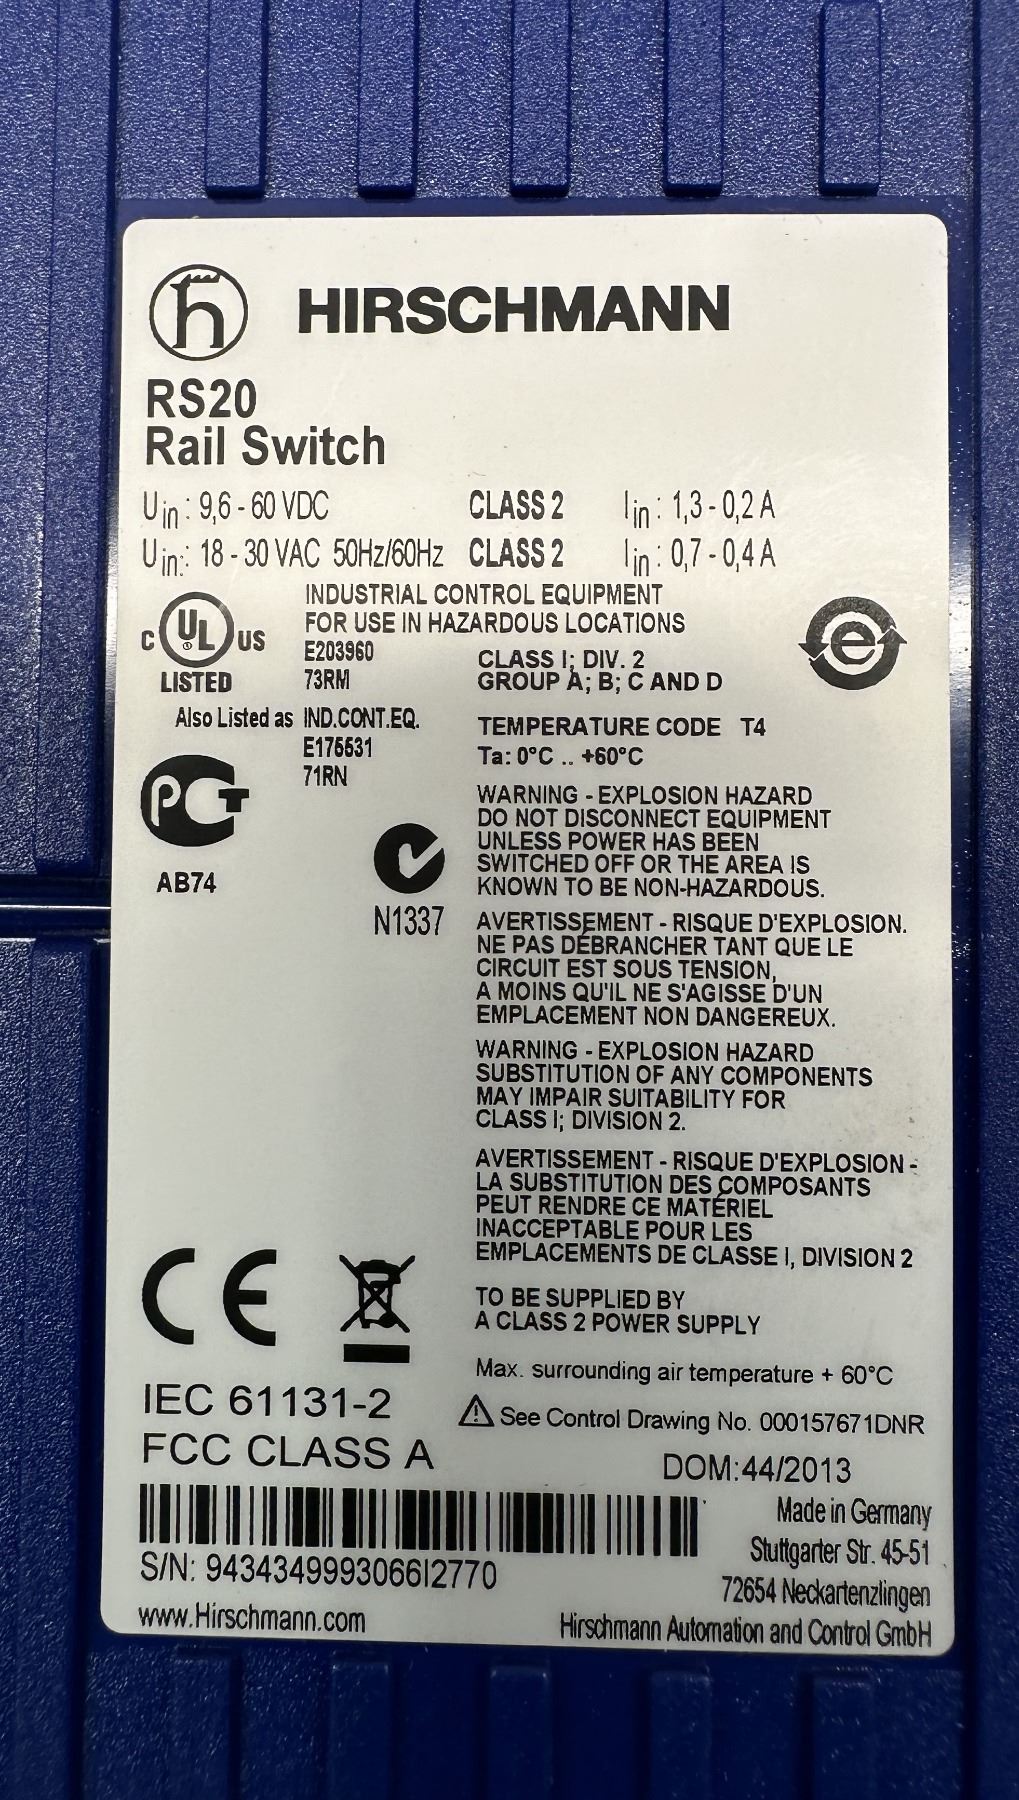 HIRSCHMANN
RS20
Rail Switch
Uin: 9,6 - 60 VDC CLASS 2 Iin: 1,3 - 0,2 A
Uin: 18 - 30 VAC 50Hz/60Hz CLASS 2 Iin: 0,7 - 0,4 A
INDUSTRIAL CONTROL EQUIPMENT
FOR USE IN HAZARDOUS LOCATIONS
C UL US
LISTED
E203960
73RM
CLASS I; DIV. 2
GROUP A; B; C AND D
Also Listed as IND.CONT.EQ.
E175531
71RN
TEMPERATURE CODE T4
Ta: 0°C .. +60°C
PCT
AB74
N1337
e
WARNING - EXPLOSION HAZARD
DO NOT DISCONNECT EQUIPMENT
UNLESS POWER HAS BEEN
SWITCHED OFF OR THE AREA IS
KNOWN TO BE NON-HAZARDOUS.
AVERTISSEMENT - RISQUE D'EXPLOSION.
NE PAS DÉBRANCHER TANT QUE LE
CIRCUIT EST SOUS TENSION,
A MOINS QU'IL NE S'AGISSE D'UN
EMPLACEMENT NON DANGEREUX.
WARNING - EXPLOSION HAZARD
SUBSTITUTION OF ANY COMPONENTS
MAY IMPAIR SUITABILITY FOR
CLASS I; DIVISION 2.
AVERTISSEMENT - RISQUE D'EXPLOSION -
LA SUBSTITUTION DES COMPOSANTS
PEUT RENDRE CE MATÉRIEL
INACCEPTABLE POUR LES
EMPLACEMENTS DE CLASSE I, DIVISION 2
TO BE SUPPLIED BY
A CLASS 2 POWER SUPPLY
Max. surrounding air temperature + 60°C
See Control Drawing No. 000157671DNR
CE
IEC 61131-2
FCC CLASS A
DOM:44/2013
S/N: 943434999306612770
www.Hirschmann.com
Made in Germany
Stuttgarter Str. 45-51
72654 Neckartenzlingen
Hirschmann Automation and Control GmbH